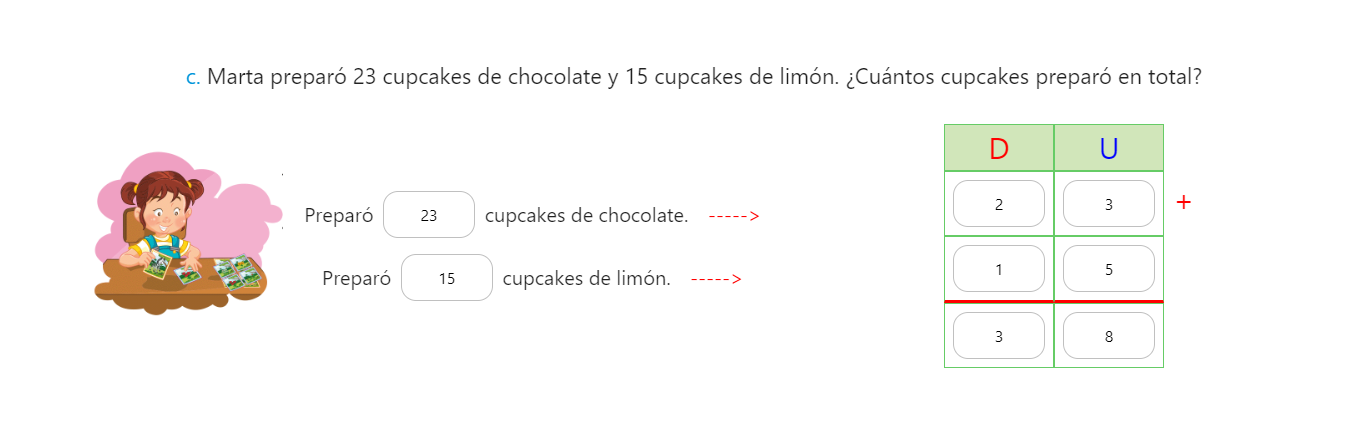 c. Marta preparó 23 cupcakes de chocolate y 15 cupcakes de limón. ¿Cuántos cupcakes preparó en total?
Preparó 23 cupcakes de chocolate. ----->
Preparó 15 cupcakes de limón. ----->
D U
2 3 +
1 5
3 8